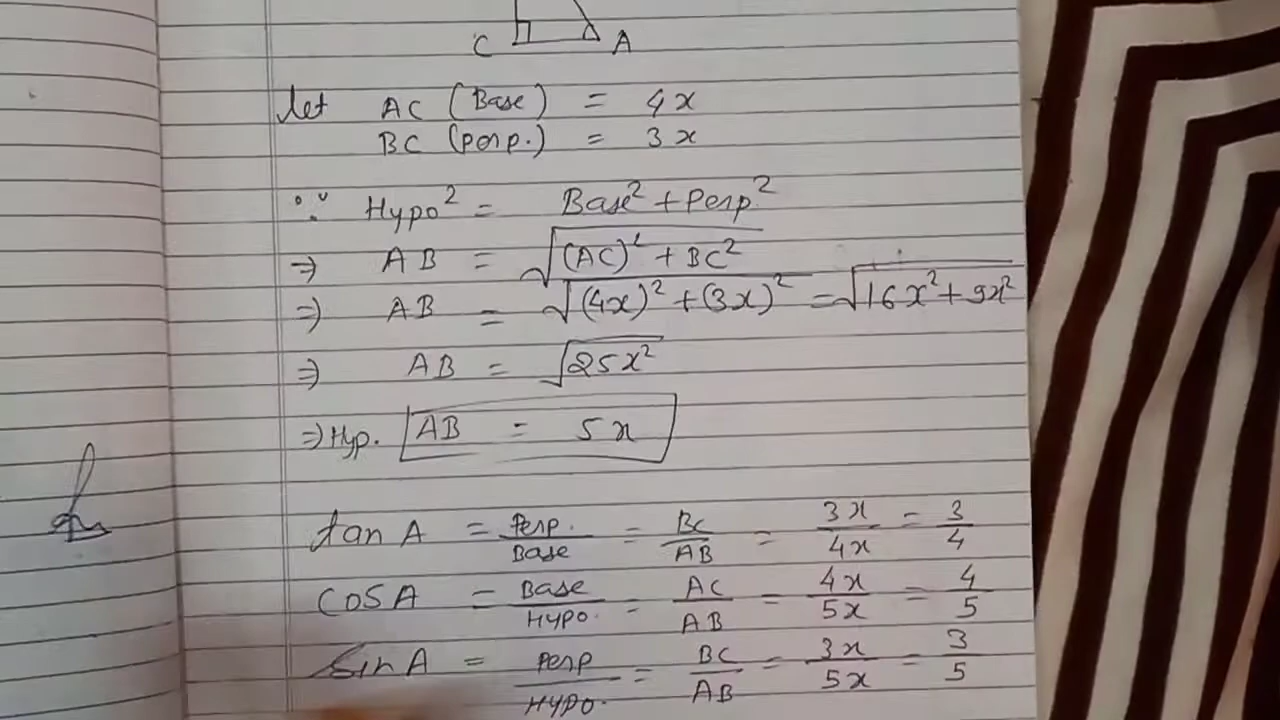 C A
let AC (Base) = 4x
BC (perp.) = 3x
∵ Hypo² = Base² + Perp²
⇒ AB = √(AC)² + BC²
⇒ AB = √(4x)² + (3x)² = √16x² + 9x²
⇒ AB = √25x²
⇒ Hyp. AB = 5x
tan A = Perp./Base = BC/AB = 3x/4x = 3/4
COSA = Base/Hypo. = AC/AB = 4x/5x = 4/5
Sin A = Perp/Hypo. = BC/AB = 3x/5x = 3/5